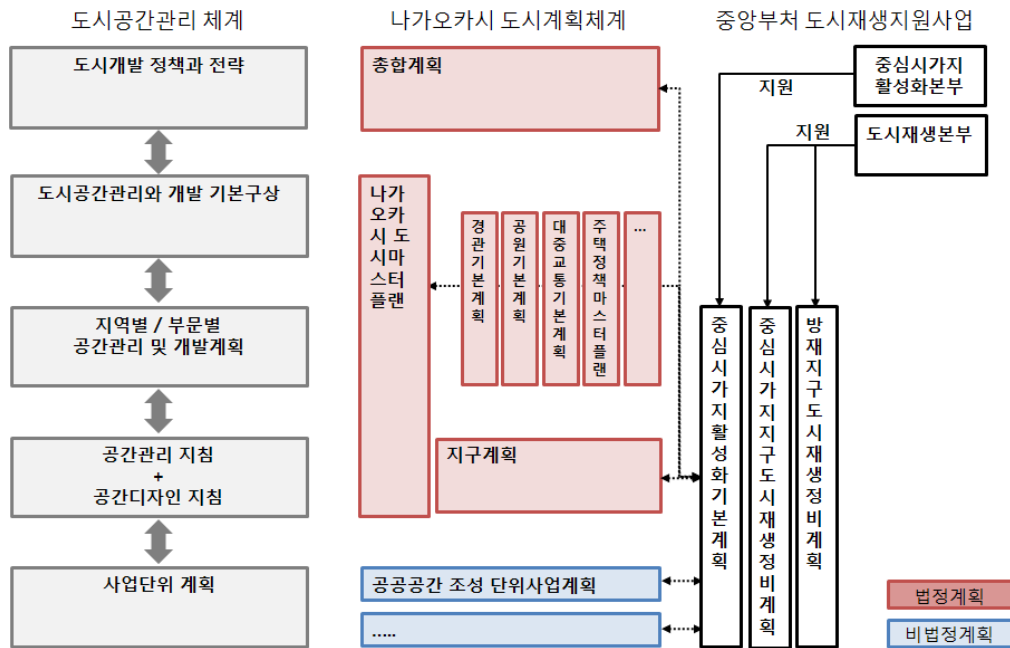 도시공간관리 체계
나가오카시 도시계획체계
중앙부처 도시재생지원사업
도시개발 정책과 전략
도시공간관리와 개발 기본구상
지역별 / 부문별
공간관리 및 개발계획
공간관리 지침
+
공간디자인 지침
사업단위 계획
종합계획
나가
오카
시 도
시마
스터
플랜
경관기본계획
공원기본계획
대중교통기본계획
주택정책마스터플랜
...
지구계획
공공공간 조성 단위사업계획
.....
중심시가지
활성화본부
지원
도시재생본부
지원
중심시가지활성화기본계획
중심시가지지구도시재생정비계획
방재지구도시재생정비계획
법정계획
비법정계획